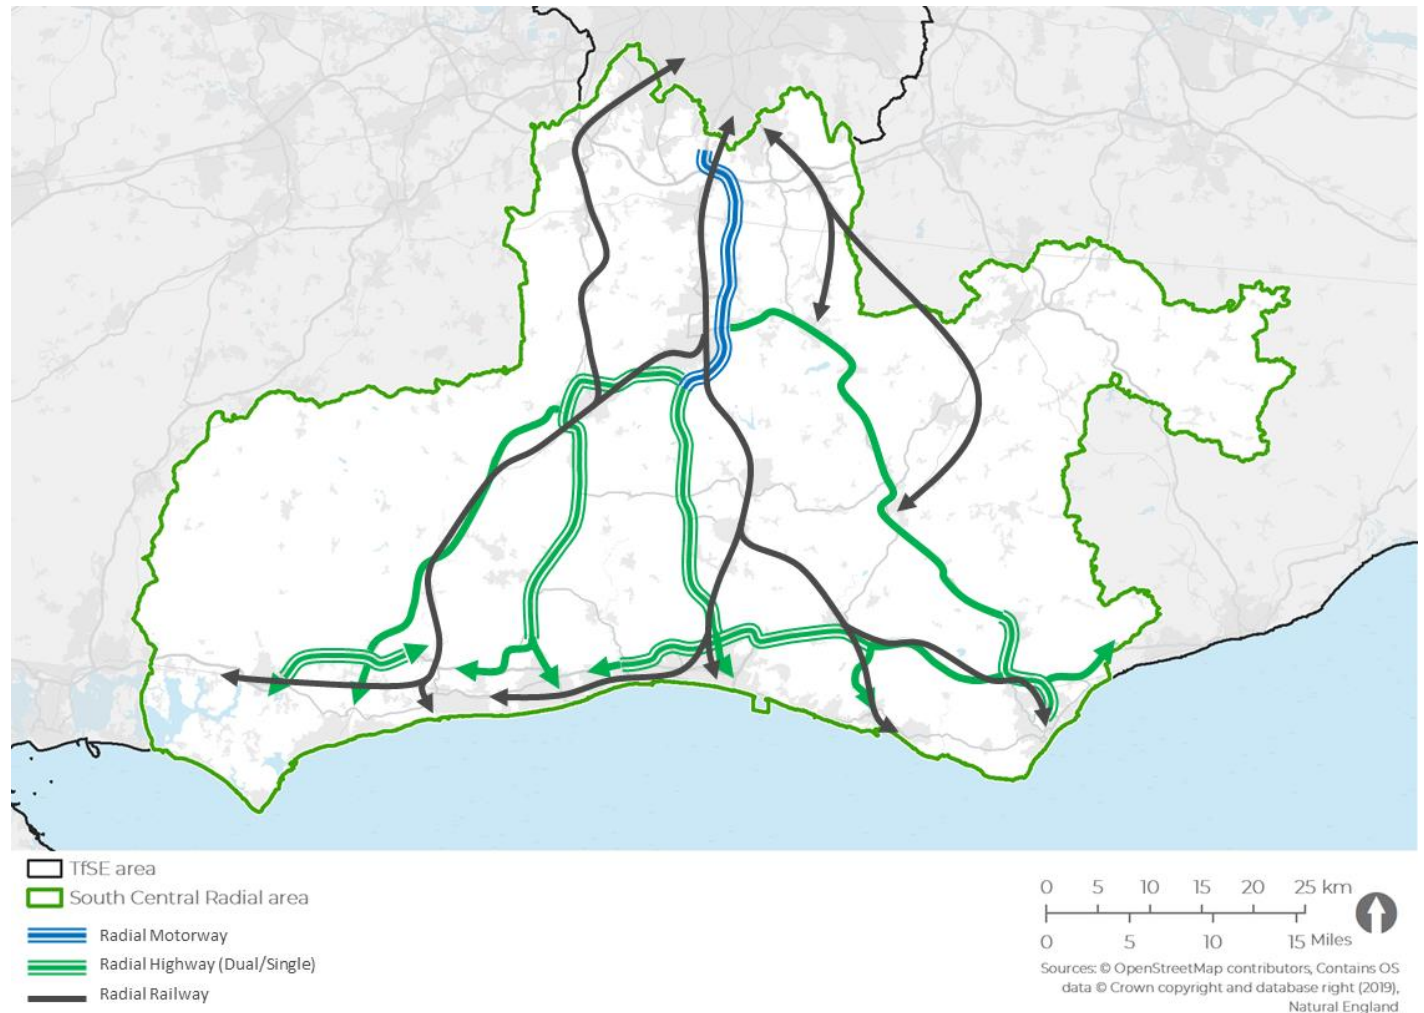 TfSE area
South Central Radial area
Radial Motorway
Radial Highway (Dual/Single)
Radial Railway
0 5 10 15 20 25 km
0 5 10 15 Miles
Sources: © OpenStreetMap contributors, Contains OS
data © Crown copyright and database right (2019),
Natural England